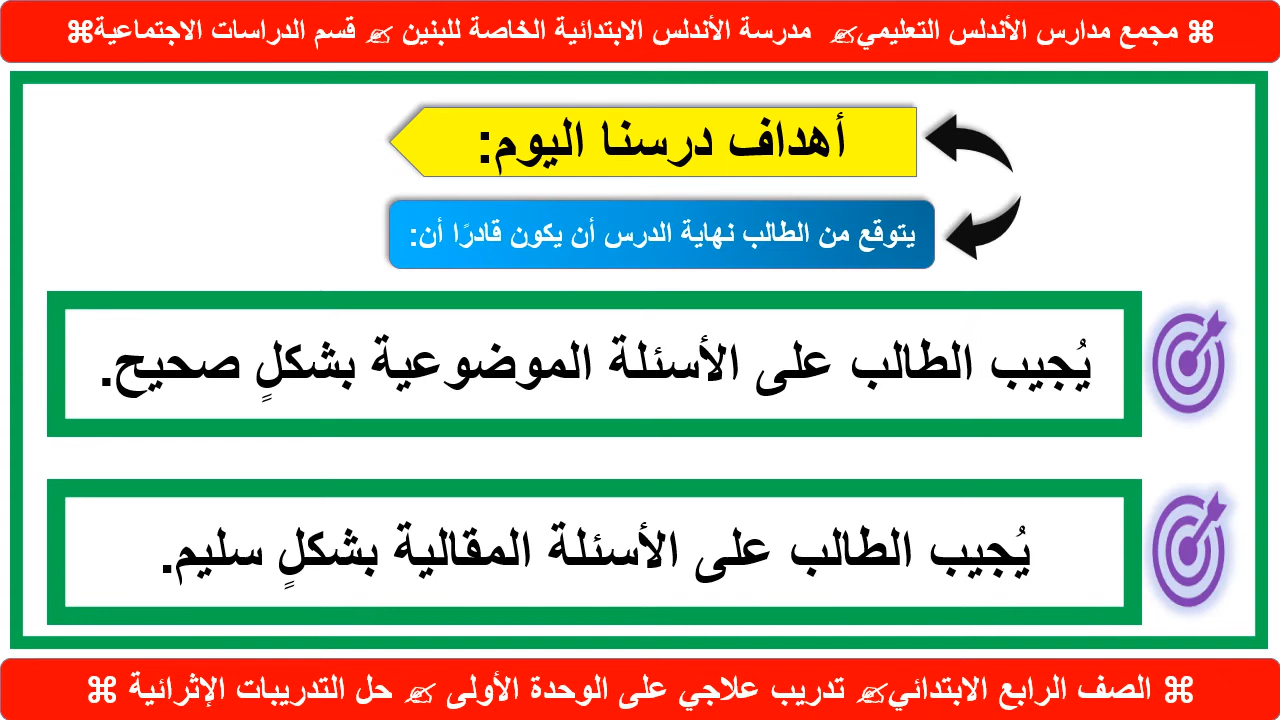 ⌘ مجمع مدارس الأندلس التعليمي✍ مدرسة الأندلس الابتدائية الخاصة للبنين ✍ قسم الدراسات الاجتماعية⌘
أهداف درسنا اليوم:
يتوقع من الطالب نهاية الدرس أن يكون قادرًا أن:
يُجيب الطالب على الأسئلة الموضوعية بشكلٍ صحيح.
يُجيب الطالب على الأسئلة المقالية بشكلٍ سليم.
⌘ الصف الرابع الابتدائي✍ تدريب علاجي على الوحدة الأولى ✍ حل التدريبات الإثرائية ⌘